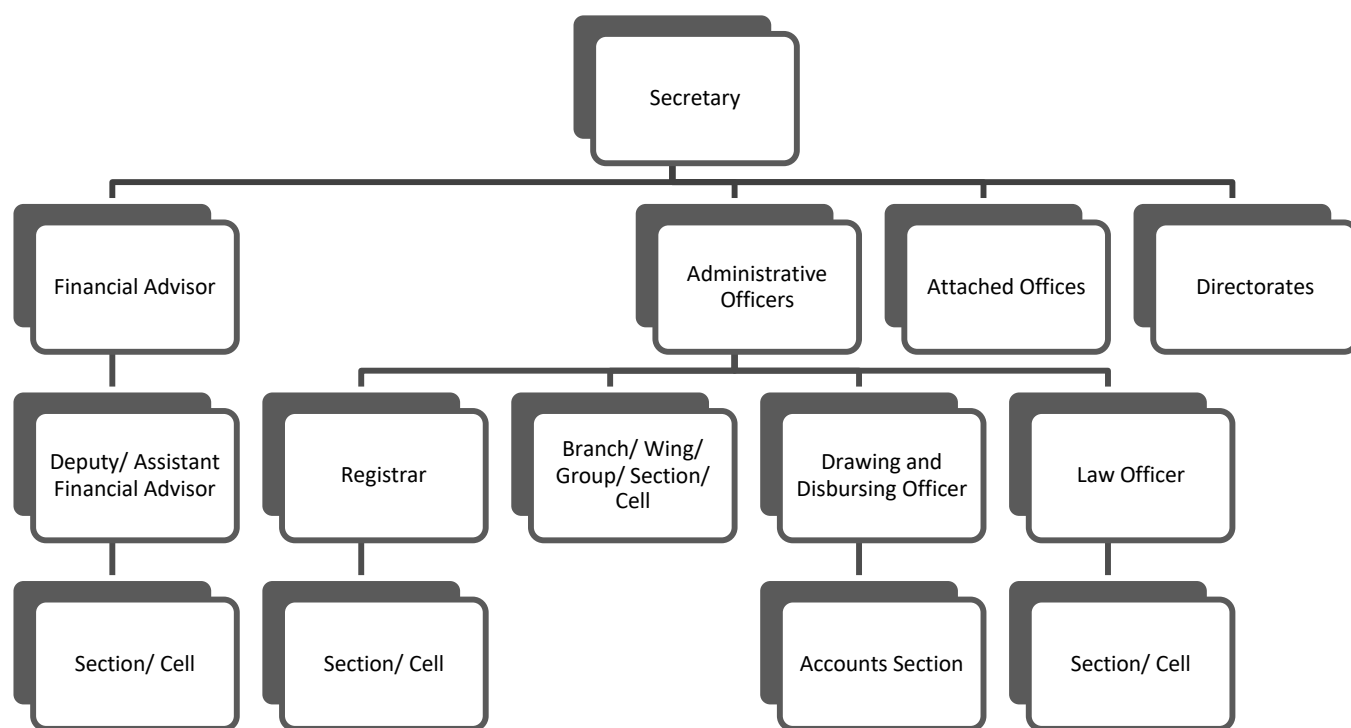 Secretary
Financial Advisor
Administrative
Officers
Attached Offices
Directorates
Deputy/ Assistant
Financial Advisor
Registrar
Branch/ Wing/
Group/ Section/
Cell
Drawing and
Disbursing Officer
Law Officer
Section/ Cell
Section/ Cell
Accounts Section
Section/ Cell